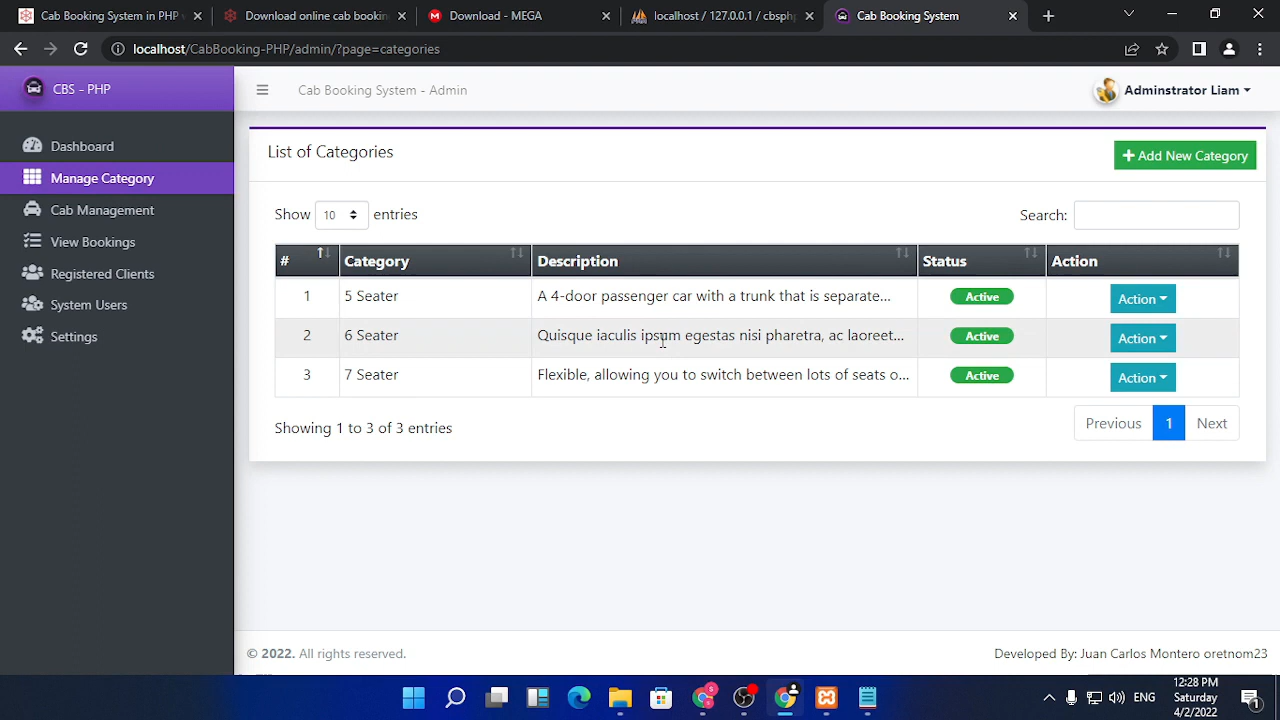 Cab Booking System in PHP
Download online cab bookin
Download - MEGA
localhost / 127.0.0.1 / cbsph
Cab Booking System
localhost/CabBooking-PHP/admin/?page=categories
CBS - PHP
Cab Booking System - Admin
Adminstrator Liam
Dashboard
Manage Category
Cab Management
View Bookings
Registered Clients
System Users
Settings
List of Categories
+ Add New Category
Show 10 entries
Search:
# Category Description Status Action
1 5 Seater A 4-door passenger car with a trunk that is separate... Active Action
2 6 Seater Quisque iaculis ipsum egestas nisi pharetra, ac laoreet... Active Action
3 7 Seater Flexible, allowing you to switch between lots of seats o... Active Action
Showing 1 to 3 of 3 entries
Previous 1 Next
© 2022. All rights reserved.
Developed By: Juan Carlos Montero oretnom23
ENG
12:28 PM
Saturday
4/2/2022
1